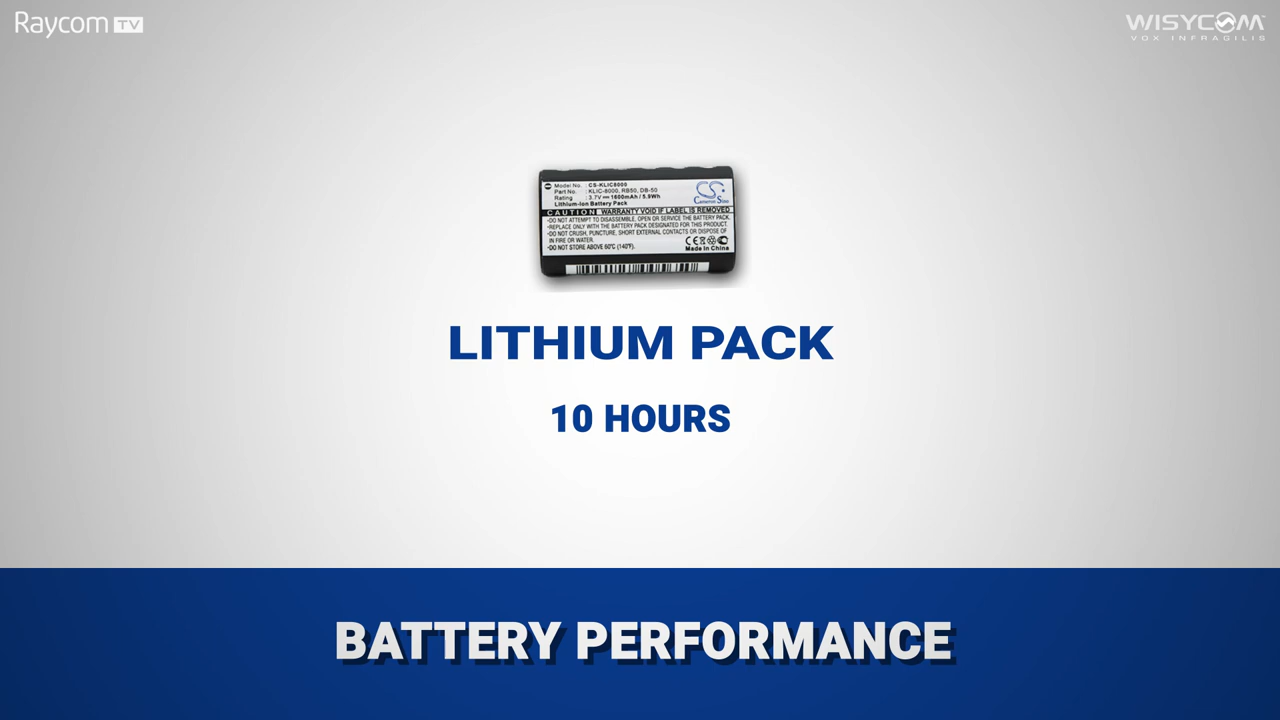 Raycom TV
WISYCOM
VOX INFRAGILIS
Model No. : CS-KLIC8000
Part No. : KLIC-8000, RB50, DB-50
Rating : 3.7V 1600mAh / 5.9Wh
Lithium-Ion Battery Pack
CS
Cameron Sino
CAUTION WARRANTY VOID IF LABEL IS REMOVED
•DO NOT ATTEMPT TO DISASSEMBLE, OPEN OR SERVICE THE BATTERY PACK.
•REPLACE ONLY WITH THE BATTERY PACK DESIGNATED FOR THIS PRODUCT.
•DO NOT CRUSH, PUNCTURE, SHORT EXTERNAL CONTACTS OR DISPOSE OF
IN FIRE OR WATER.
•DO NOT STORE ABOVE 60°C (140°F).
CE
Made in China
LITHIUM PACK
10 HOURS
BATTERY PERFORMANCE